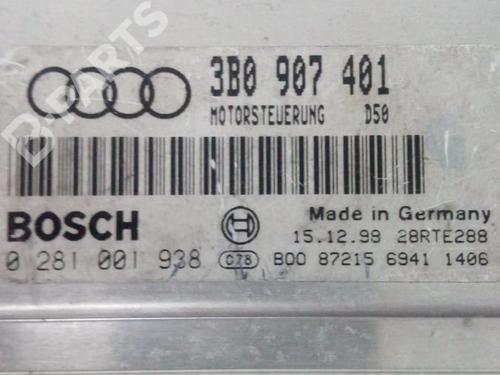 3B0 907 401
MOTORSTEUERUNG D50
BOSCH
Made in Germany
15.12.98 28RTE288
0 281 001 938 C78 B00 87215 6941 1406
B-PARTS